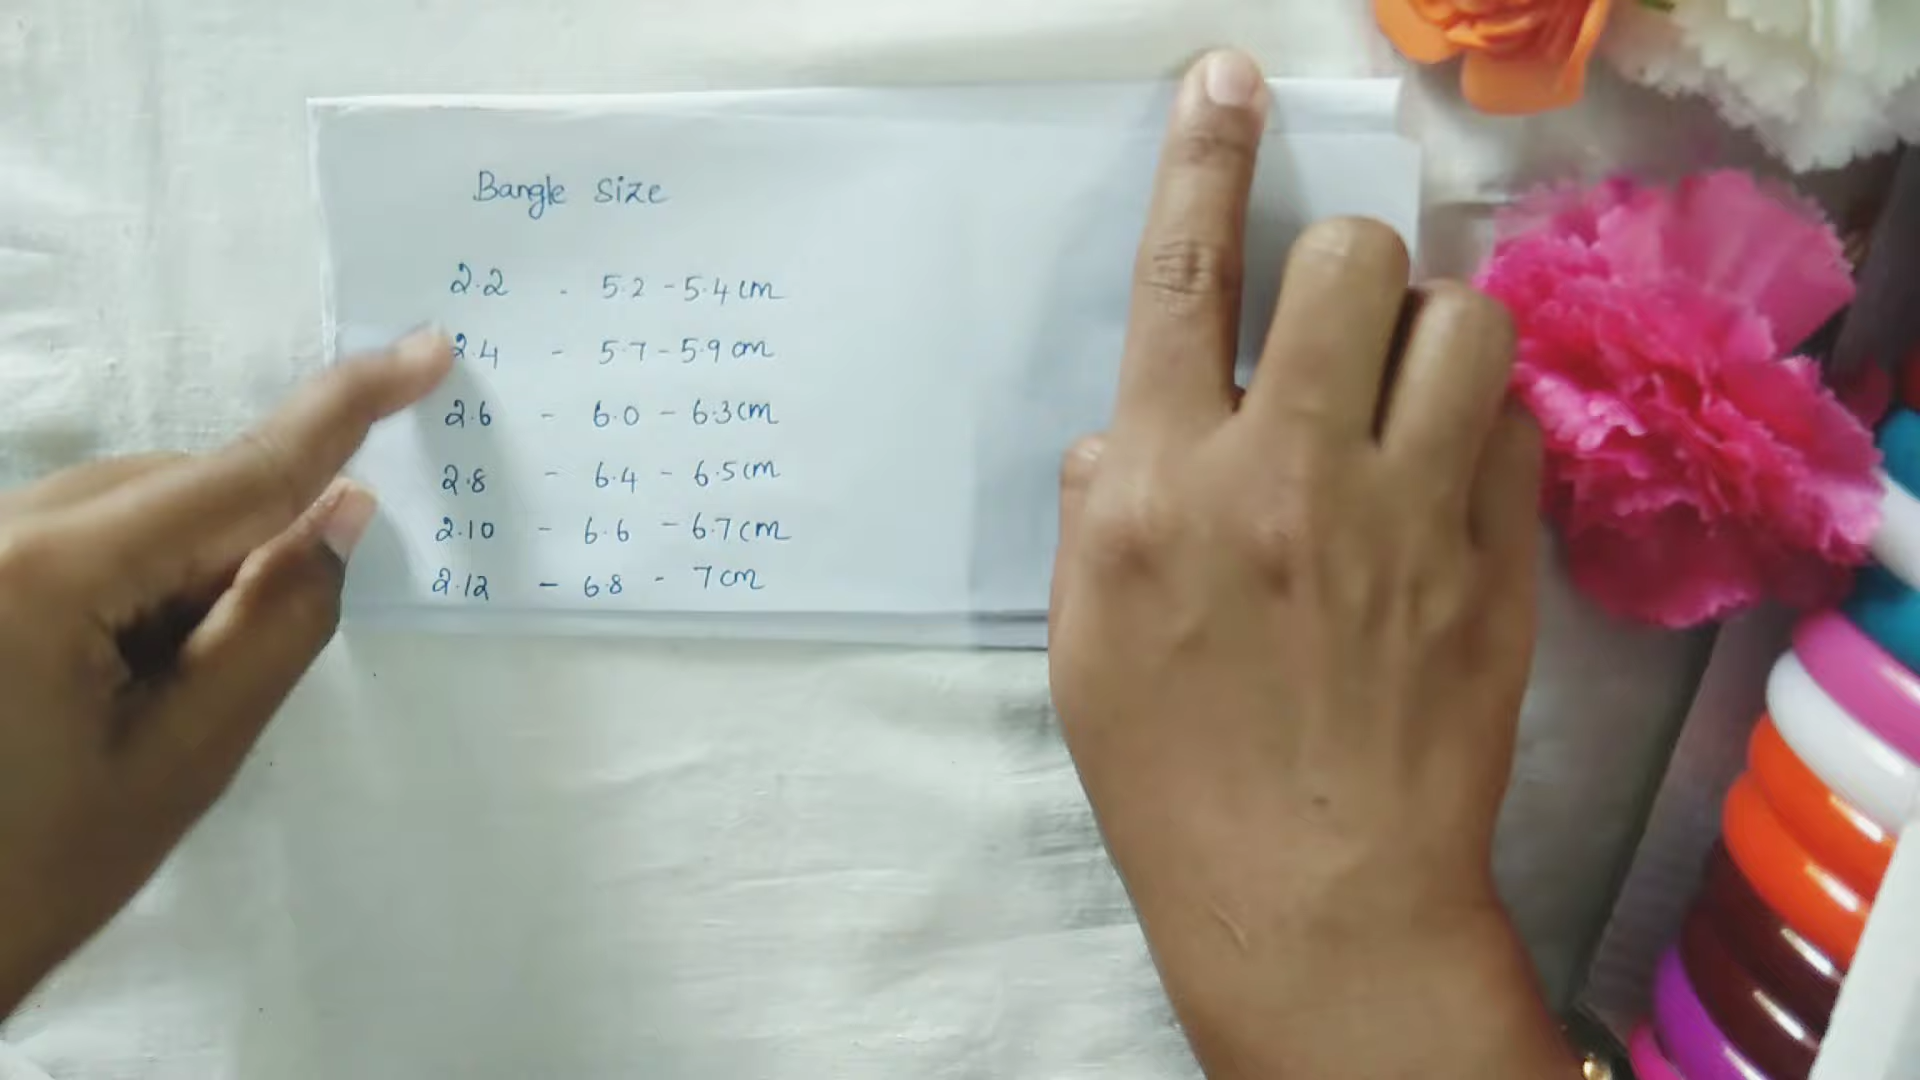 Bangle Size
2.2 - 5.2 - 5.4 cm
2.4 - 5.7 - 5.9 cm
2.6 - 6.0 - 6.3 cm
2.8 - 6.4 - 6.5 cm
2.10 - 6.6 - 6.7 cm
2.12 - 6.8 - 7 cm